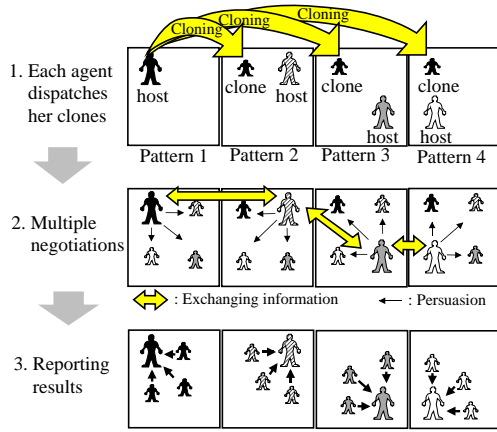 Cloning
Cloning
Cloning
1. Each agent
dispatches
her clones
host
clone
host
clone
host
clone
host
Pattern 1
Pattern 2
Pattern 3
Pattern 4
2. Multiple
negotiations
: Exchanging information
: Persuasion
3. Reporting
results